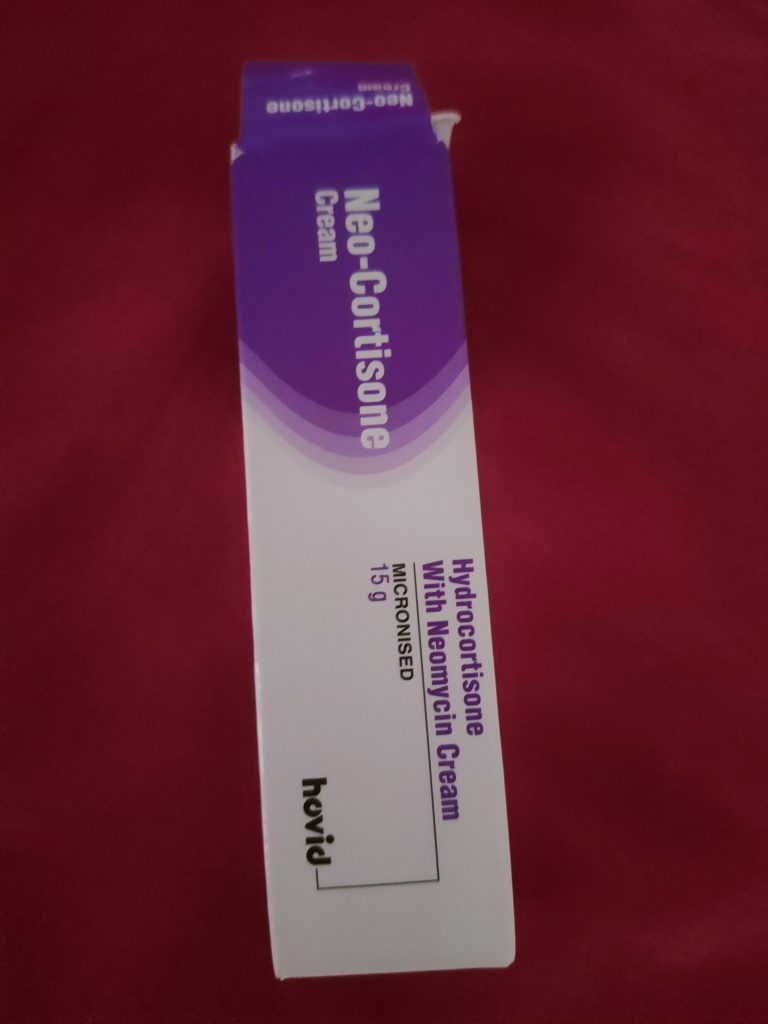 Neo-Cortisone
Cream
Neo-Cortisone
Cream
Hydrocortisone
With Neomycin Cream
MICRONISED
15 g
hovid